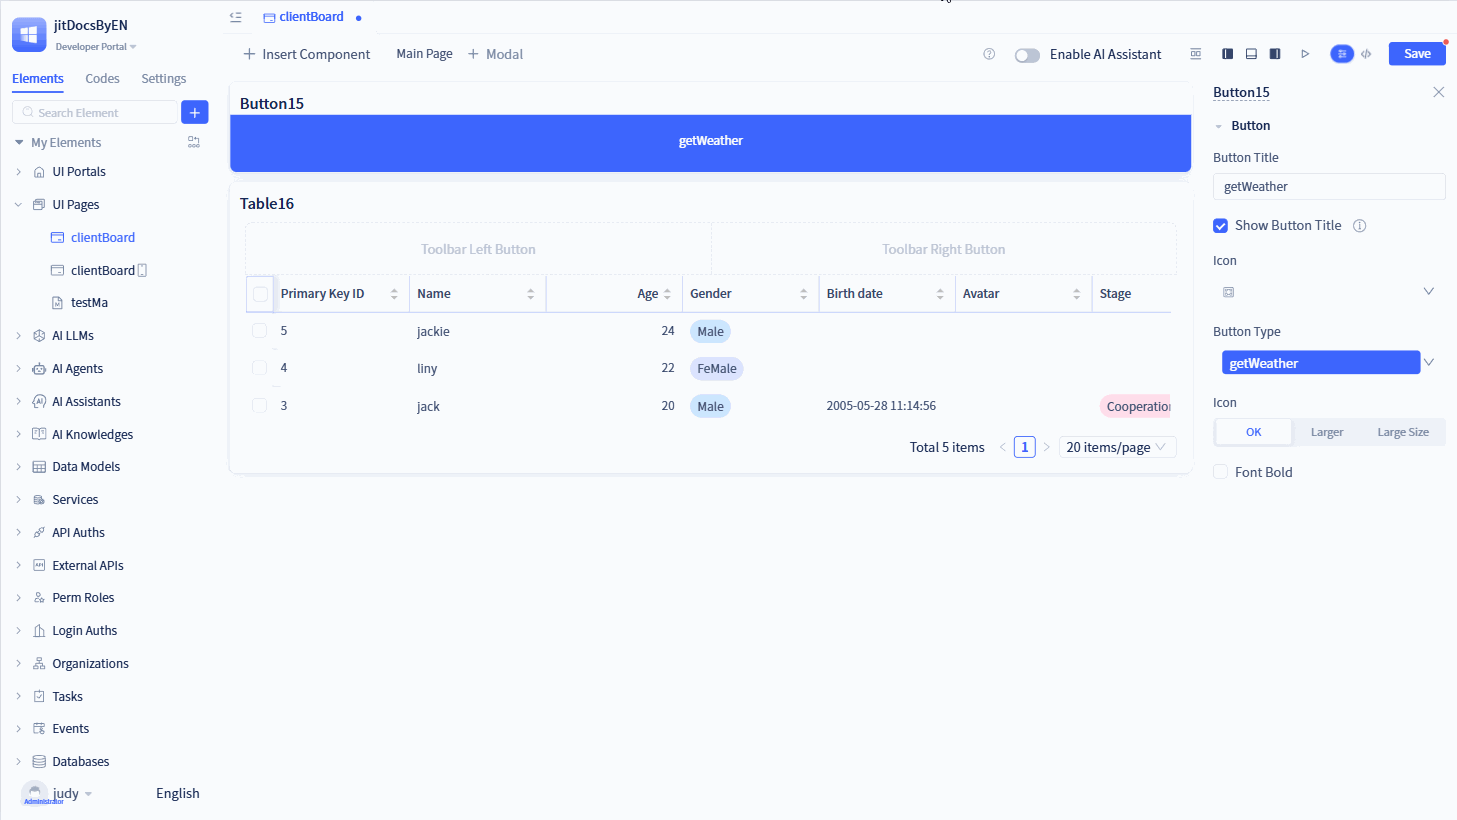 jitDocsByEN
Developer Portal
Elements Codes Settings
Search Element
My Elements
UI Portals
UI Pages
clientBoard
clientBoard
testMa
AI LLMs
AI Agents
AI Assistants
AI Knowledges
Data Models
Services
API Auths
External APIs
Perm Roles
Login Auths
Organizations
Tasks
Events
Databases
judy
Administrator
English
clientBoard
Insert Component Main Page Modal
Enable AI Assistant
Save
Button15
getWeather
Table16
Toolbar Left Button Toolbar Right Button
Primary Key ID Name Age Gender Birth date Avatar Stage
5 jackie 24 Male
4 liny 22 FeMale
3 jack 20 Male 2005-05-28 11:14:56 Cooperation
Total 5 items 1 20 items/page
Button15
Button
Button Title
getWeather
Show Button Title
Icon
Button Type
getWeather
Icon
OK Larger Large Size
Font Bold